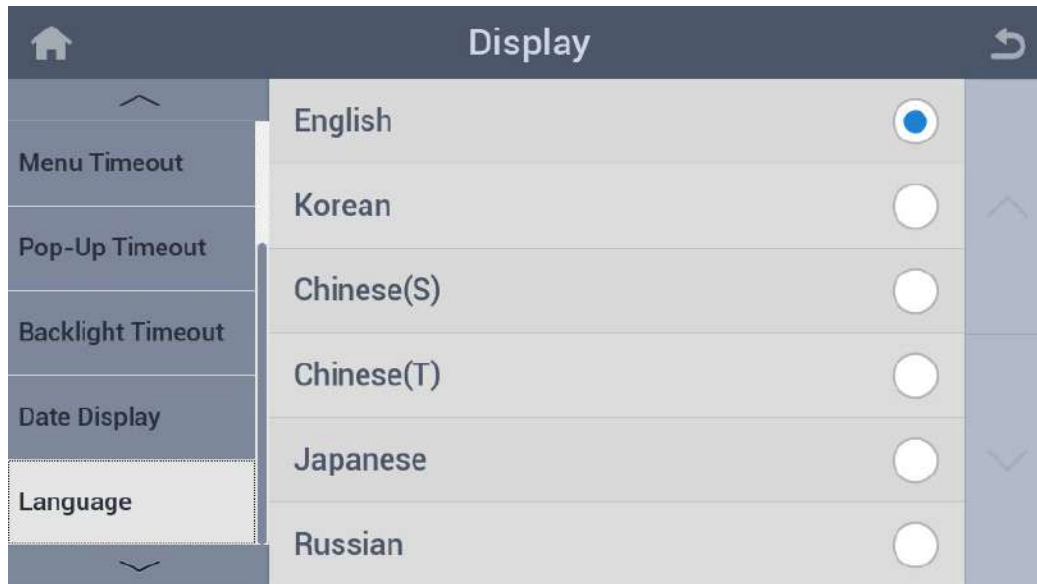 Display
Menu Timeout
Pop-Up Timeout
Backlight Timeout
Date Display
Language
English
Korean
Chinese(S)
Chinese(T)
Japanese
Russian